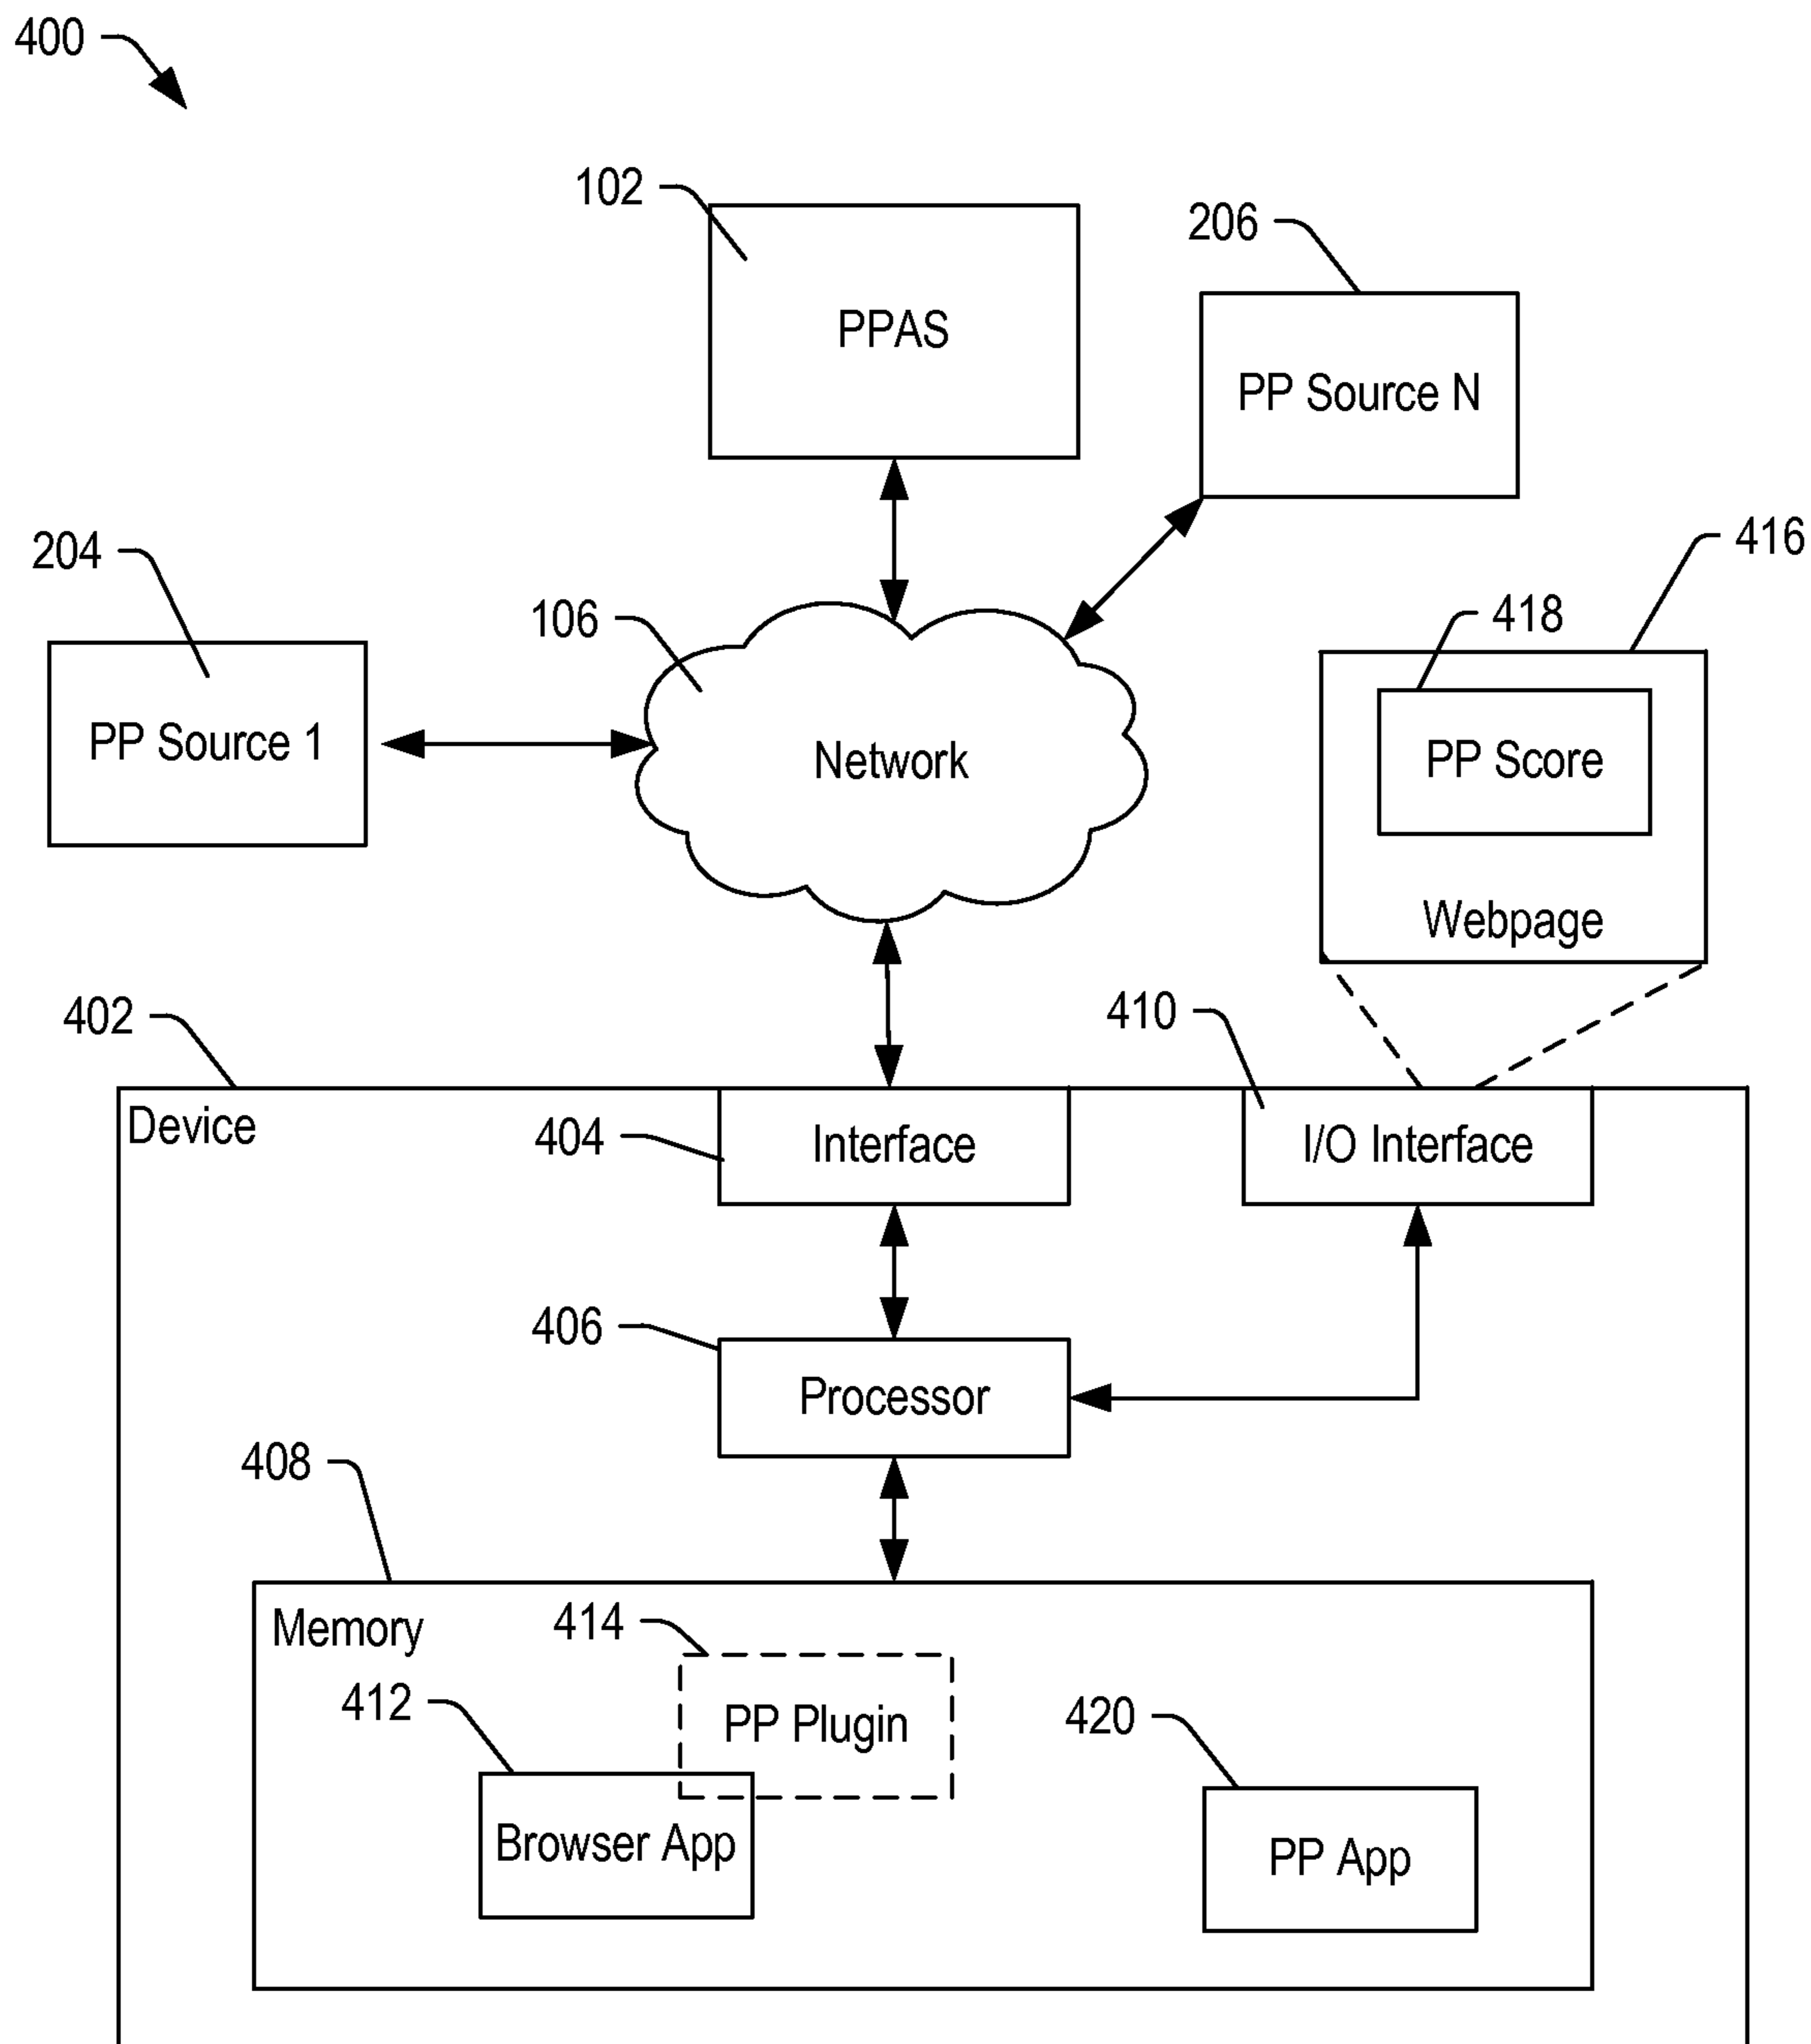 400
102
PPAS
206
PP Source N
204
PP Source 1
106
Network
416
418
PP Score
Webpage
402
Device
404
Interface
410
I/O Interface
406
Processor
408
Memory
414
PP Plugin
412
Browser App
420
PP App